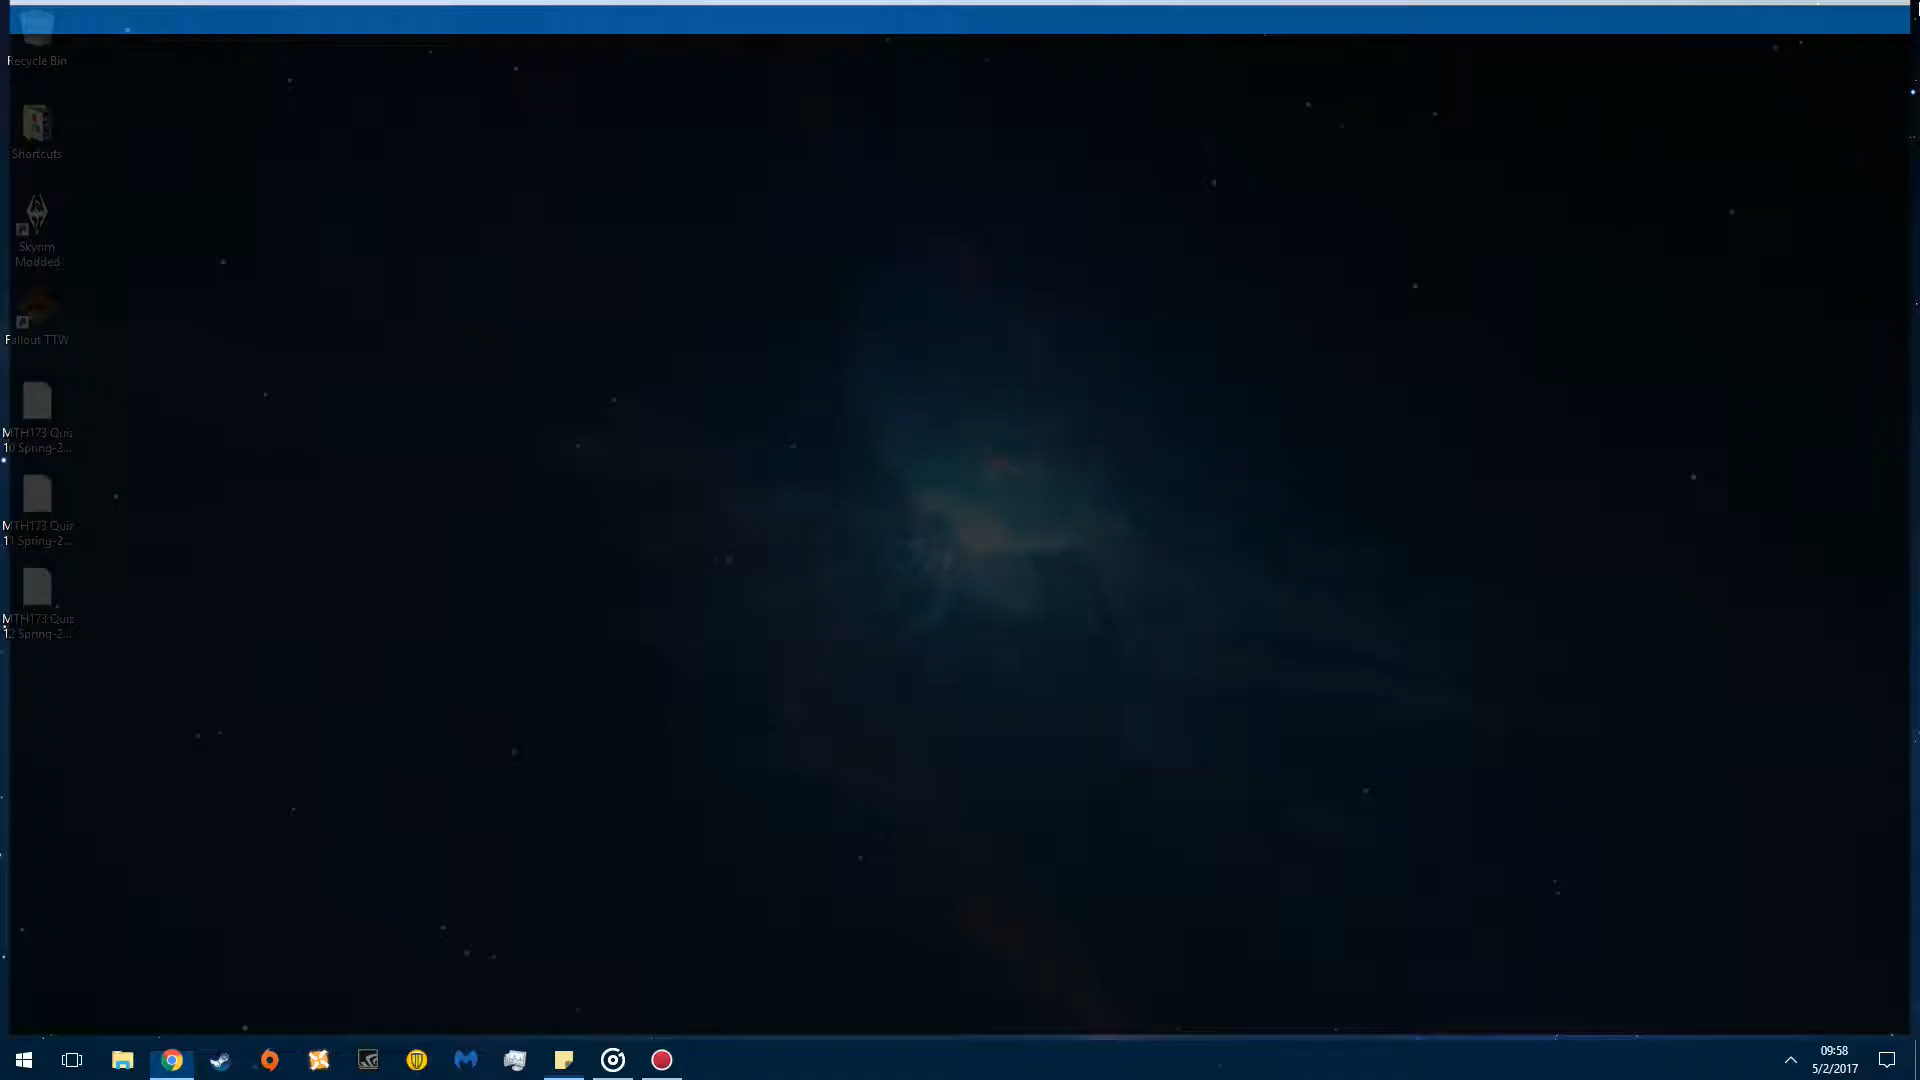 Recycle Bin
Shortcuts
Skyrim
Modded
Fallout TTW
MTH173 Quiz
10 Spring-2...
MTH173 Quiz
11 Spring-2...
MTH173 Quiz
12 Spring-2...
09:58
5/2/2017